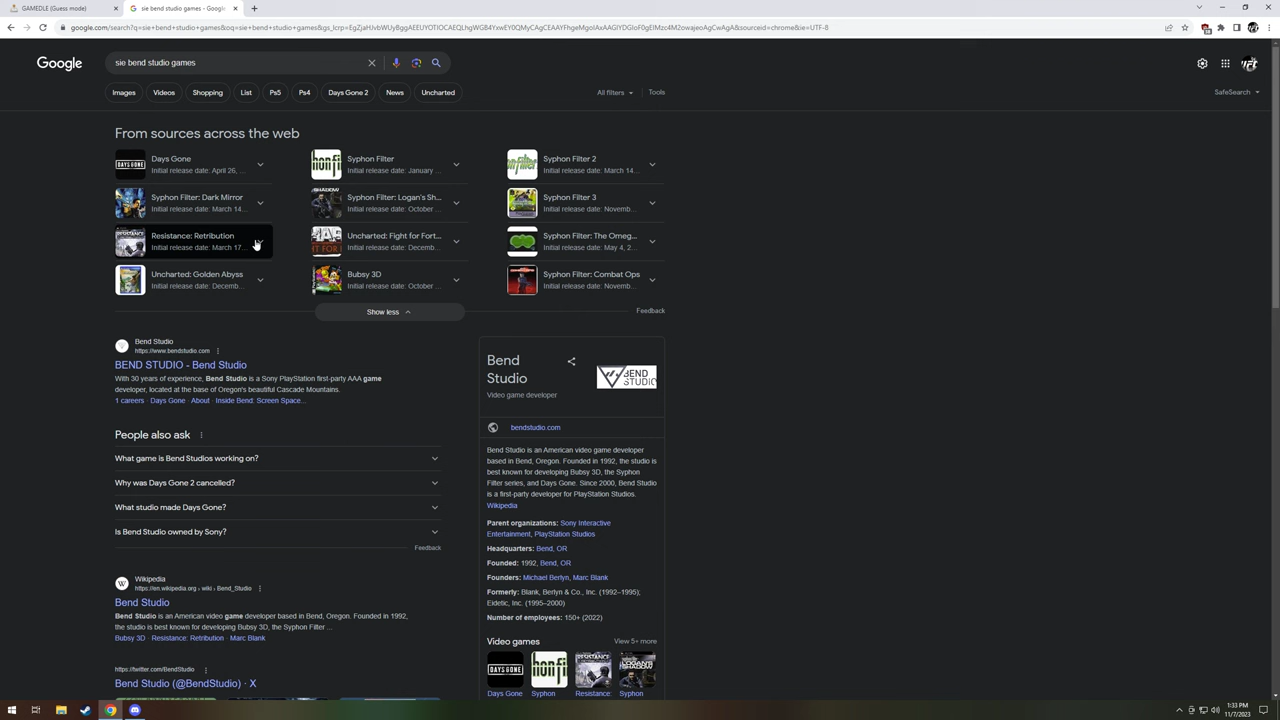 GAMEDLE (Guess mode)
sie bend studio games - Google
google.com/search?q=sie+bend+studio+games&oq=sie+bend+studio+games&gs_lcrp=
Google
sie bend studio games
Images
Videos
Shopping
List
Ps5
Ps4
Days Gone 2
News
Uncharted
All filters
Tools
SafeSearch
From sources across the web
Days Gone
Initial release date: April 26, ...
Syphon Filter
Initial release date: January ...
Syphon Filter 2
Initial release date: March 14...
Syphon Filter: Dark Mirror
Initial release date: March 14...
Syphon Filter: Logan's Sh...
Initial release date: October ...
Syphon Filter 3
Initial release date: Novemb...
Resistance: Retribution
Initial release date: March 17...
Uncharted: Fight for Fort...
Initial release date: Decemb...
Syphon Filter: The Omeg...
Initial release date: May 4, 2...
Uncharted: Golden Abyss
Initial release date: Decemb...
Bubsy 3D
Initial release date: October ...
Syphon Filter: Combat Ops
Initial release date: Novemb...
Show less
Feedback
Bend Studio
https://www.bendstudio.com
BEND STUDIO - Bend Studio
With 30 years of experience, Bend Studio is a Sony PlayStation first-party AAA game
developer, located at the base of Oregon's beautiful Cascade Mountains.
1 careers · Days Gone · About · Inside Bend: Screen Space...
People also ask
What game is Bend Studios working on?
Why was Days Gone 2 cancelled?
What studio made Days Gone?
Is Bend Studio owned by Sony?
Feedback
Wikipedia
https://en.wikipedia.org › wiki › Bend_Studio
Bend Studio
Bend Studio is an American video game developer based in Bend, Oregon. Founded in 1992,
the studio is best known for developing Bubsy 3D, the Syphon Filter ...
Bubsy 3D · Resistance: Retribution · Marc Blank
https://twitter.com/BendStudio
Bend Studio (@BendStudio) · X
Bend
Studio
Video game developer
BEND
STUDIO
bendstudio.com
Bend Studio is an American video game developer
based in Bend, Oregon. Founded in 1992, the studio is
best known for developing Bubsy 3D, the Syphon
Filter series, and Days Gone. Since 2000, Bend Studio
is a first-party developer for PlayStation Studios.
Wikipedia
Parent organizations: Sony Interactive
Entertainment, PlayStation Studios
Headquarters: Bend, OR
Founded: 1992, Bend, OR
Founders: Michael Berlyn, Marc Blank
Formerly: Blank, Berlyn & Co., Inc. (1992–1995);
Eidetic, Inc. (1995–2000)
Number of employees: 150+ (2022)
Video games
View 5+ more
DAYS GONE
Days Gone
Syphon
Resistance:
Syphon
1:33 PM
11/7/2023